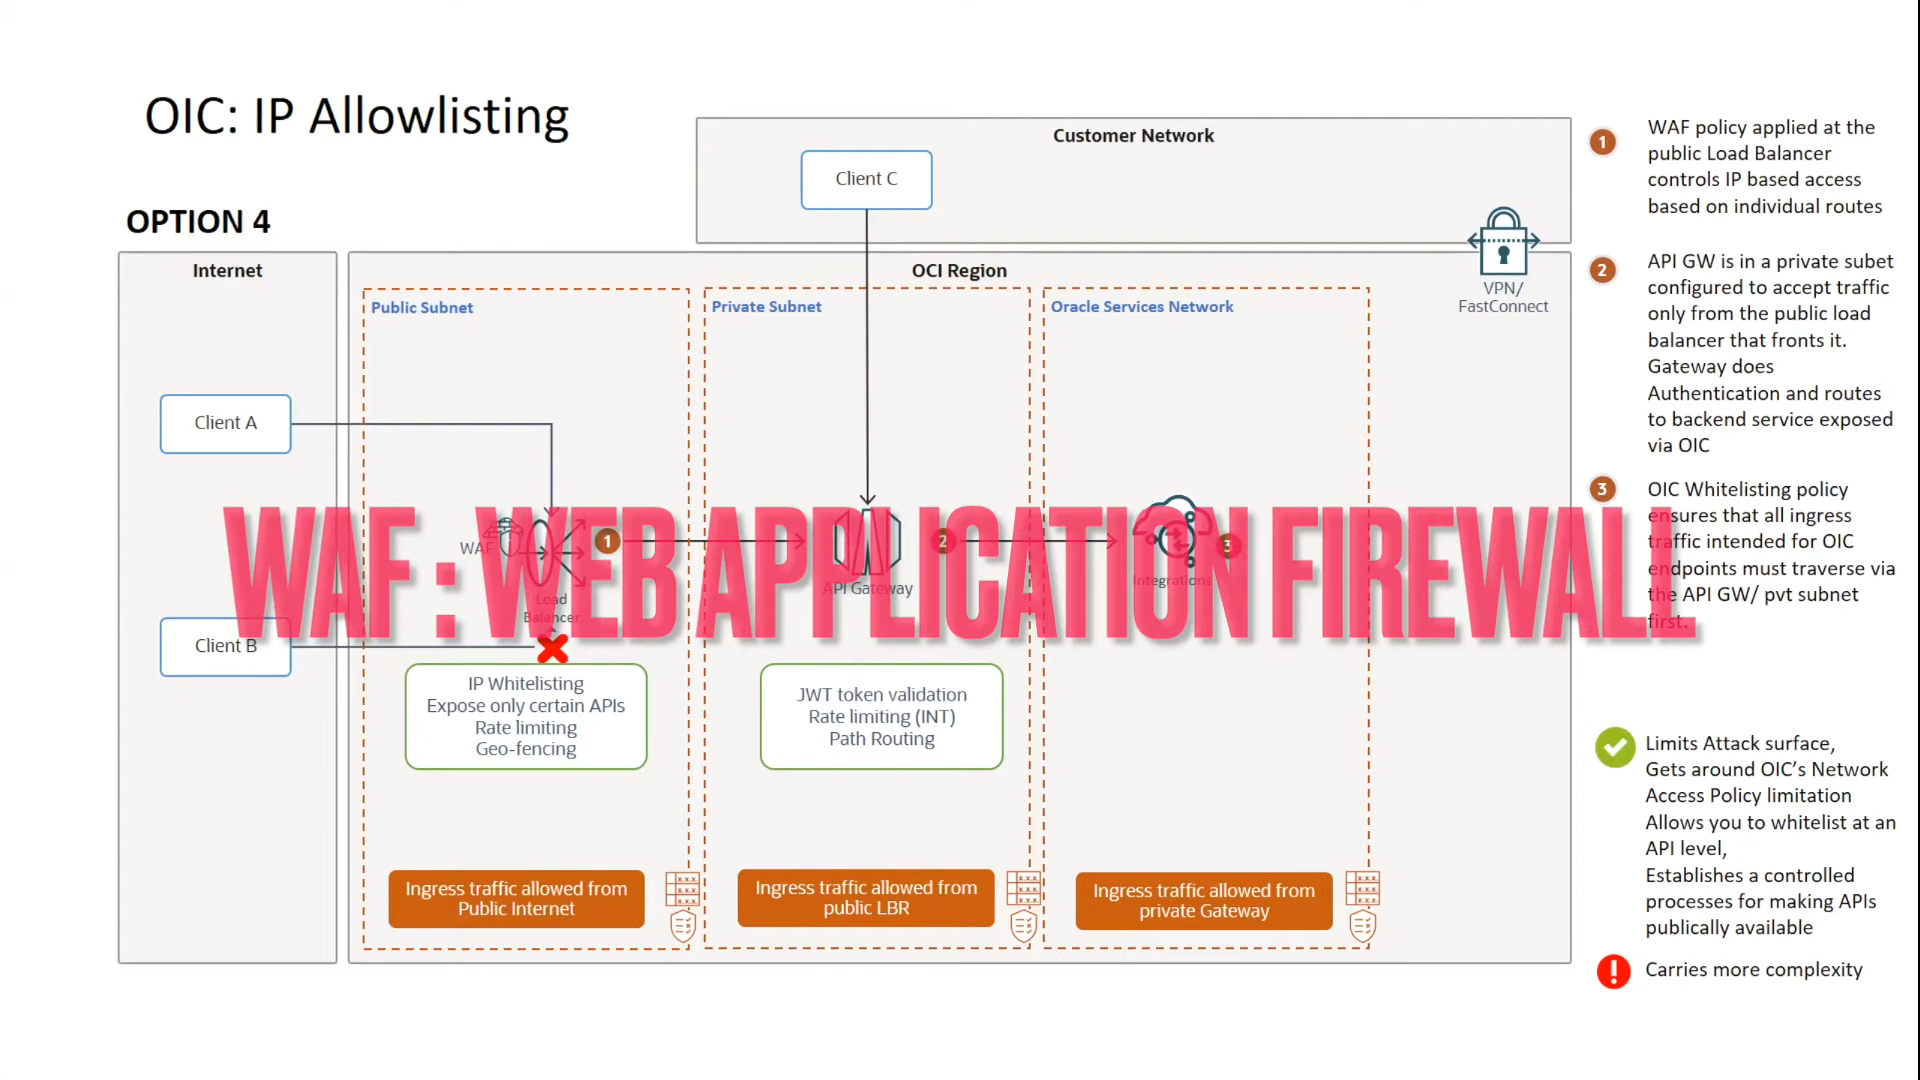 OIC: IP Allowlisting
OPTION 4
Customer Network
Client C
VPN/
FastConnect
Internet
OCI Region
Public Subnet
Private Subnet
Oracle Services Network
Client A
Client B
WAF
Load
Balancer
1
API Gateway
2
Integrations
3
WAF : WEB APPLICATION FIREWALL
IP Whitelisting
Expose only certain APIs
Rate limiting
Geo-fencing
JWT token validation
Rate limiting (INT)
Path Routing
Ingress traffic allowed from
Public Internet
Ingress traffic allowed from
public LBR
Ingress traffic allowed from
private Gateway
1
WAF policy applied at the
public Load Balancer
controls IP based access
based on individual routes
2
API GW is in a private subet
configured to accept traffic
only from the public load
balancer that fronts it.
Gateway does
Authentication and routes
to backend service exposed
via OIC
3
OIC Whitelisting policy
ensures that all ingress
traffic intended for OIC
endpoints must traverse via
the API GW/ pvt subnet
first.
Limits Attack surface,
Gets around OIC’s Network
Access Policy limitation
Allows you to whitelist at an
API level,
Establishes a controlled
processes for making APIs
publically available
Carries more complexity